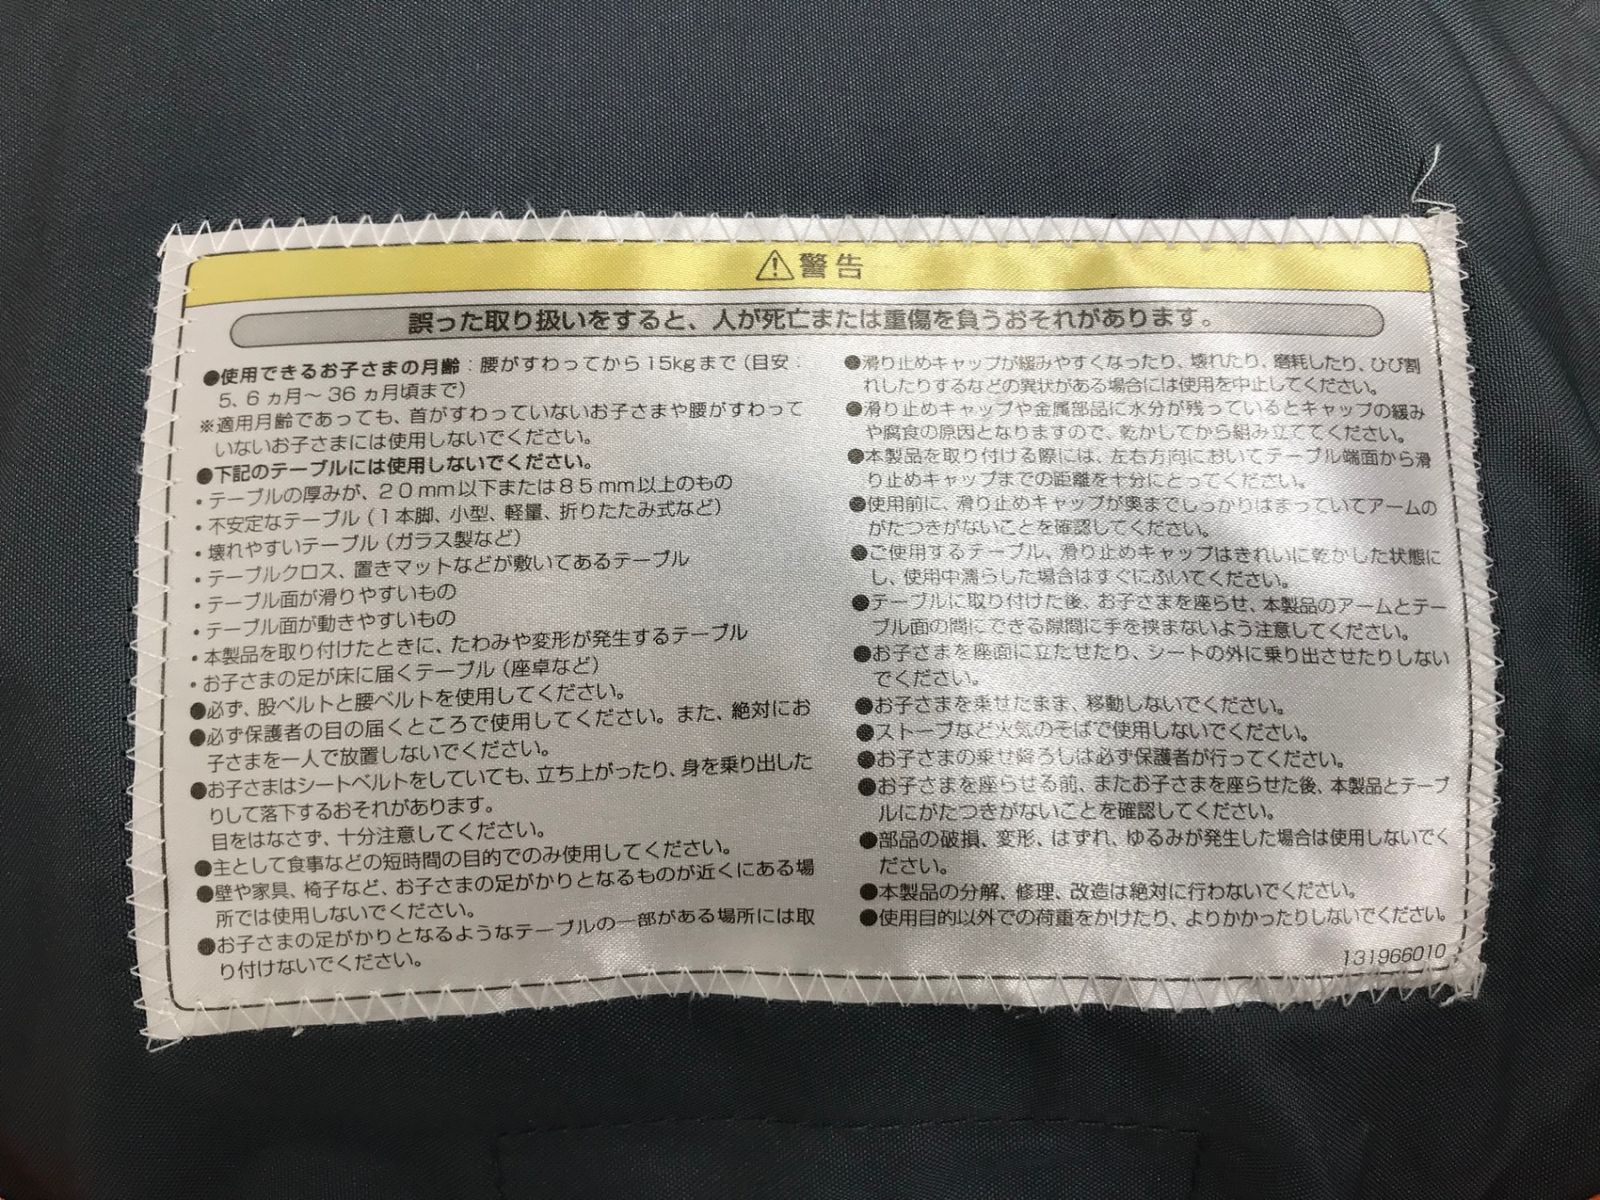 ⚠警告
誤った取り扱いをすると、人が死亡または重傷を負うおそれがあります。
●使用できるお子さまの月齢：腰がすわってから15kgまで（目安：
5、6ヵ月～36ヵ月頃まで）
※適用月齢であっても、首がすわっていないお子さまや腰がすわって
いないお子さまには使用しないでください。
●下記のテーブルには使用しないでください。
・テーブルの厚みが、20mm以下または85mm以上のもの
・不安定なテーブル（1本脚、小型、軽量、折りたたみ式など）
・壊れやすいテーブル（ガラス製など）
・テーブルクロス、置きマットなどが敷いてあるテーブル
・テーブル面が滑りやすいもの
・テーブル面が動きやすいもの
・本製品を取り付けたときに、たわみや変形が発生するテーブル
・お子さまの足が床に届くテーブル（座卓など）
●必ず、股ベルトと腰ベルトを使用してください。
●必ず保護者の目の届くところで使用してください。また、絶対にお
子さまを一人で放置しないでください。
●お子さまはシートベルトをしていても、立ち上がったり、身を乗り出した
りして落下するおそれがあります。
目をはなさず、十分注意してください。
●主として食事などの短時間の目的でのみ使用してください。
●壁や家具、椅子など、お子さまの足がかりとなるものが近くにある場
所では使用しないでください。
●お子さまの足がかりとなるようなテーブルの一部がある場所には取
り付けないでください。
●滑り止めキャップが緩みやすくなったり、壊れたり、磨耗したり、ひび割
れしたりするなどの異状がある場合には使用を中止してください。
●滑り止めキャップや金属部品に水分が残っているとキャップの緩み
や腐食の原因となりますので、乾かしてから組み立ててください。
●本製品を取り付ける際には、左右方向においてテーブル端面から滑
り止めキャップまでの距離を十分にとってください。
●使用前に、滑り止めキャップが奥までしっかりはまっていてアームの
がたつきがないことを確認してください。
●ご使用するテーブル、滑り止めキャップはきれいに乾かした状態に
し、使用中濡らした場合はすぐにふいてください。
●テーブルに取り付けた後、お子さまを座らせ、本製品のアームとテー
ブル面の間にできる隙間に手を挟まないよう注意してください。
●お子さまを座面に立たせたり、シートの外に乗り出させたりしない
でください。
●お子さまを乗せたまま、移動しないでください。
●ストーブなど火気のそばで使用しないでください。
●お子さまの乗せ降ろしは必ず保護者が行ってください。
●お子さまを座らせる前、またお子さまを座らせた後、本製品とテーブ
ルにがたつきがないことを確認してください。
●部品の破損、変形、はずれ、ゆるみが発生した場合は使用しないでく
ださい。
●本製品の分解、修理、改造は絶対に行わないでください。
●使用目的以外での荷重をかけたり、よりかかったりしないでください。
131966010